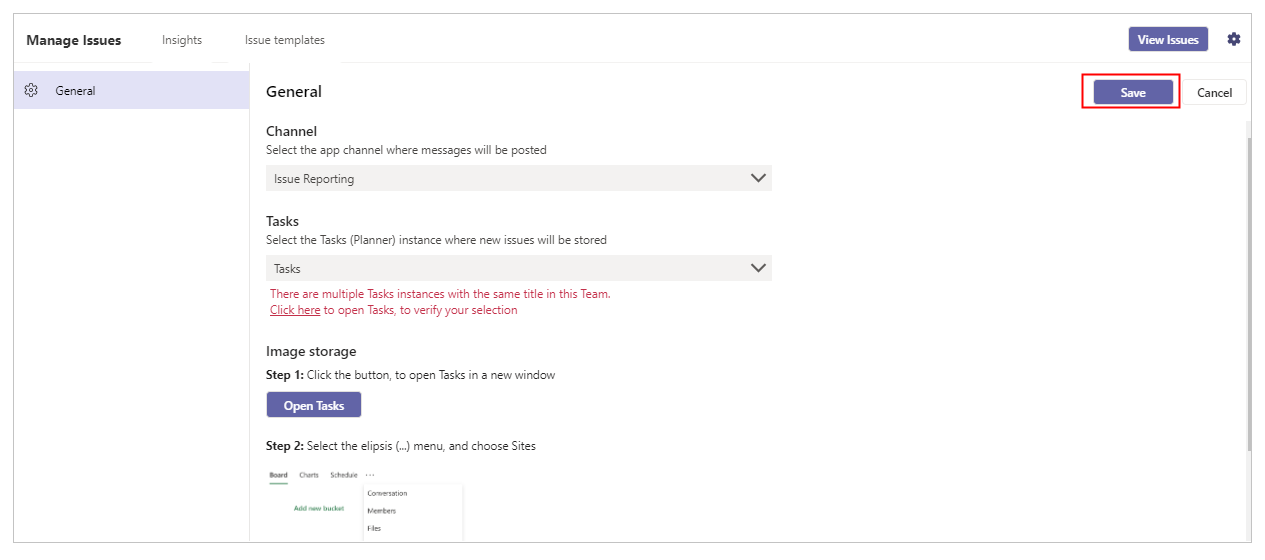 Manage Issues Insights Issue templates View Issues
General
General Save Cancel
Channel
Select the app channel where messages will be posted
Issue Reporting
Tasks
Select the Tasks (Planner) instance where new issues will be stored
Tasks
There are multiple Tasks instances with the same title in this Team.
Click here to open Tasks, to verify your selection
Image storage
Step 1: Click the button, to open Tasks in a new window
Open Tasks
Step 2: Select the elipsis (...) menu, and choose Sites
Board Charts Schedule ...
Conversation
Add new bucket Members
Files